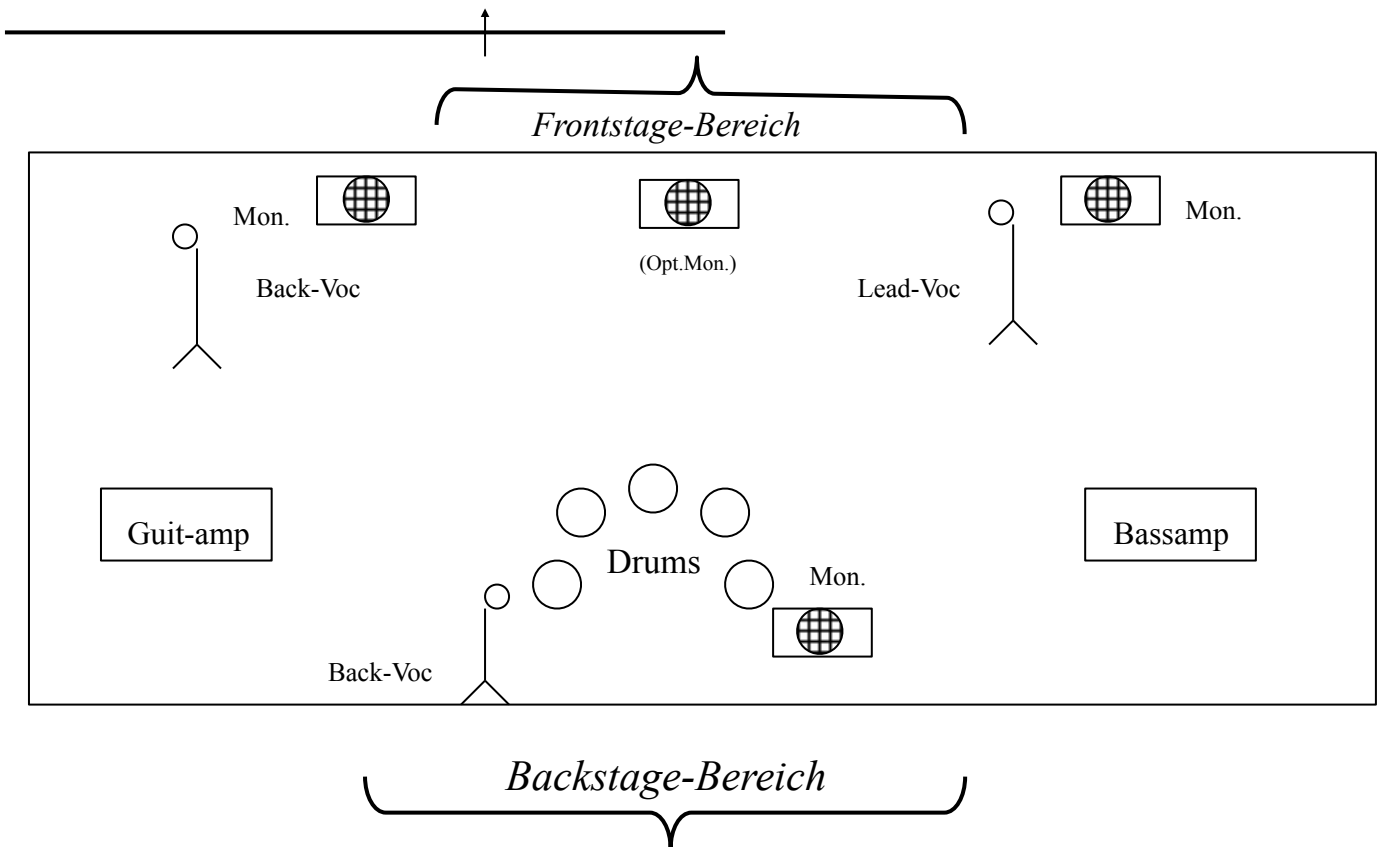 Frontstage-Bereich
Mon.
Mon.
(Opt.Mon.)
Back-Voc
Lead-Voc
Guit-amp
Drums
Bassamp
Mon.
Back-Voc
Backstage-Bereich